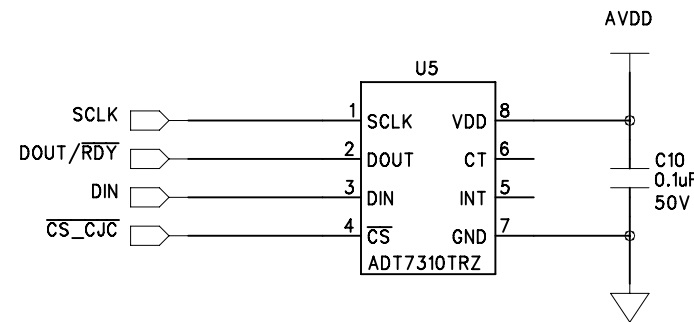 AVDD
U5
SCLK 1 SCLK VDD 8
DOUT/RDY 2 DOUT CT 6
DIN 3 DIN INT 5
CS_CJC 4 CS GND 7
ADT7310TRZ
C10
0.1uF
50V